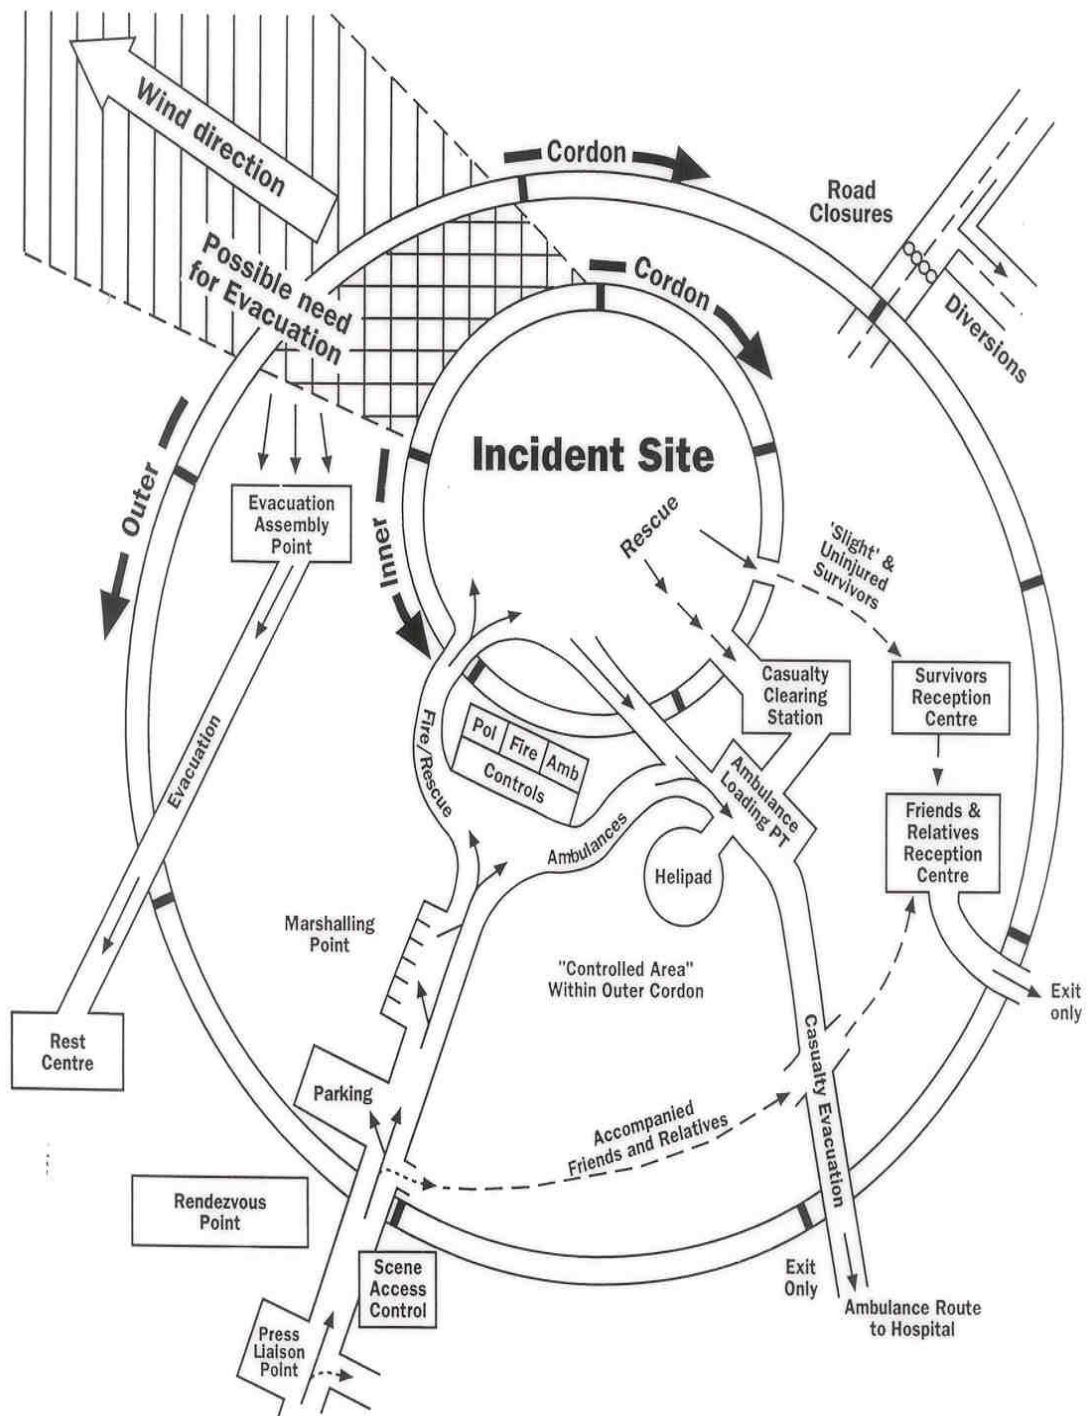 Wind direction
Cordon
Road
Closures
Diversions
Possible need
for Evacuation
Cordon
Incident Site
Outer
Inner
Evacuation
Assembly
Point
Rescue
'Slight' &
Uninjured
Survivors
Casualty
Clearing
Station
Survivors
Reception
Centre
Fire/Rescue
Pol
Fire
Amb
Controls
Ambulance
Loading PT
Evacuation
Ambulances
Helipad
Friends &
Relatives
Reception
Centre
Marshalling
Point
"Controlled Area"
Within Outer Cordon
Exit
only
Rest
Centre
Parking
Casualty Evacuation
Accompanied
Friends and Relatives
Rendezvous
Point
Scene
Access
Control
Exit
Only
Ambulance Route
to Hospital
Press
Liaison
Point